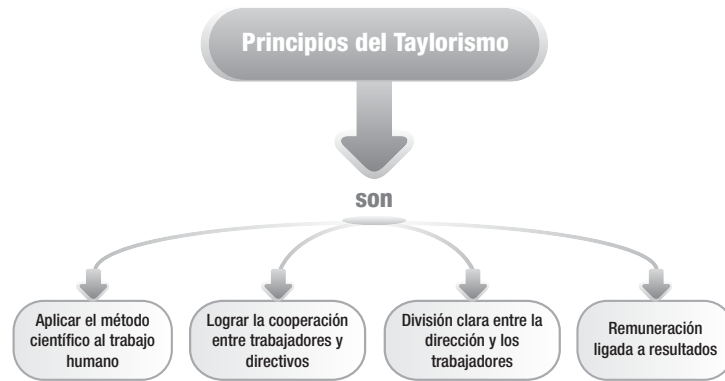 Principios del Taylorismo
son
Aplicar el método
científico al trabajo
humano
Lograr la cooperación
entre trabajadores y
directivos
División clara entre la
dirección y los
trabajadores
Remuneración
ligada a resultados